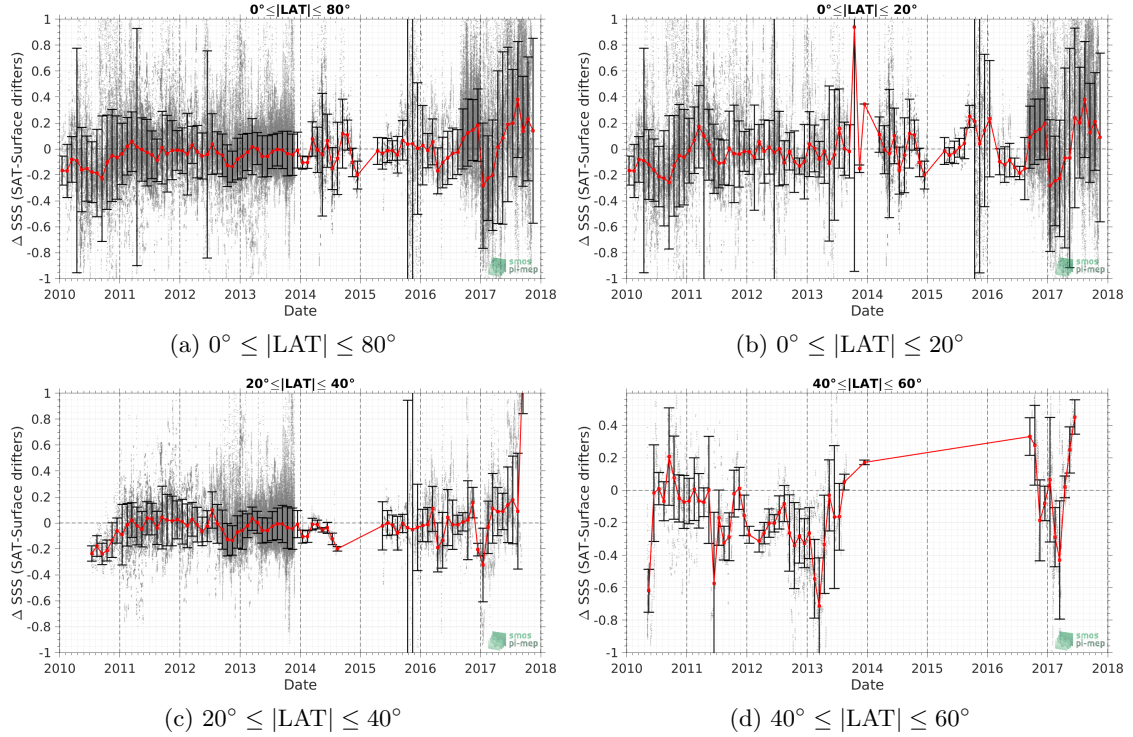 0°≤|LAT|≤ 80°
Δ SSS (SAT-Surface drifters)
1
0.8
0.6
0.4
0.2
0
-0.2
-0.4
-0.6
-0.8
-1
smos
pi-mep
2010 2011 2012 2013 2014 2015 2016 2017 2018
Date
(a) 0° ≤ |LAT| ≤ 80°
0°≤|LAT|≤ 20°
Δ SSS (SAT-Surface drifters)
1
0.8
0.6
0.4
0.2
0
-0.2
-0.4
-0.6
-0.8
-1
smos
pi-mep
2010 2011 2012 2013 2014 2015 2016 2017 2018
Date
(b) 0° ≤ |LAT| ≤ 20°
20°≤|LAT|≤ 40°
Δ SSS (SAT-Surface drifters)
1
0.8
0.6
0.4
0.2
0
-0.2
-0.4
-0.6
-0.8
-1
smos
pi-mep
2010 2011 2012 2013 2014 2015 2016 2017 2018
Date
(c) 20° ≤ |LAT| ≤ 40°
40°≤|LAT|≤ 60°
Δ SSS (SAT-Surface drifters)
0.4
0.2
0
-0.2
-0.4
-0.6
-0.8
-1
smos
pi-mep
2010 2011 2012 2013 2014 2015 2016 2017 2018
Date
(d) 40° ≤ |LAT| ≤ 60°